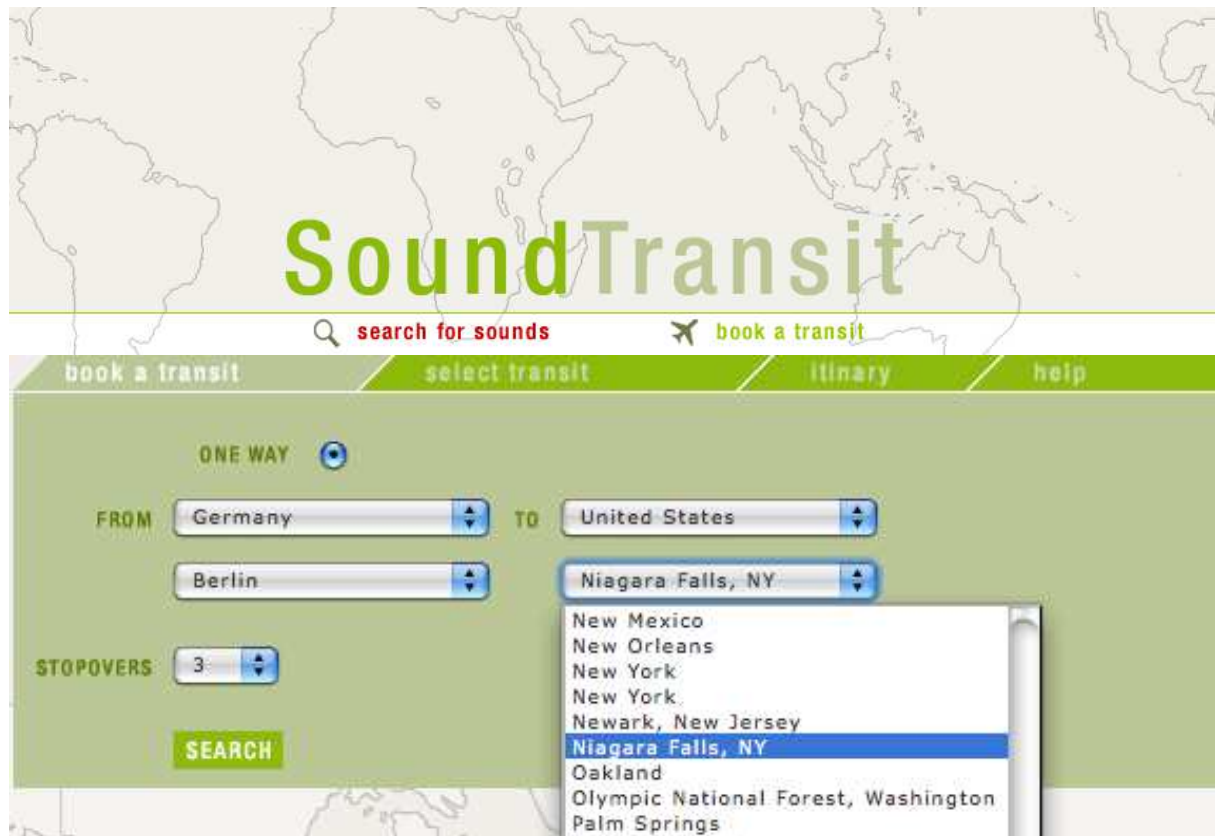 SoundTransit
search for sounds book a transit
book a transit select transit itinary help
ONE WAY
FROM Germany TO United States
Berlin Niagara Falls, NY
New Mexico
New Orleans
STOPOVERS 3 New York
New York
Newark, New Jersey
SEARCH Niagara Falls, NY
Oakland
Olympic National Forest, Washington
Palm Springs